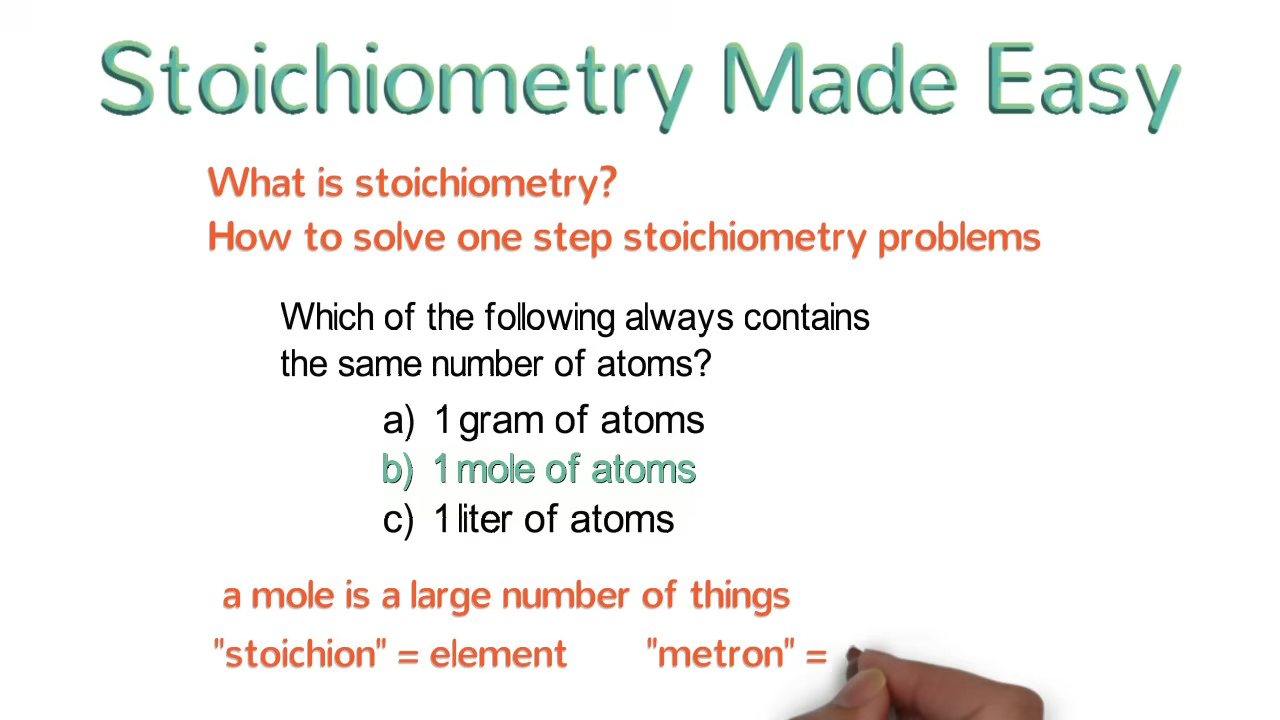 Stoichiometry Made Easy
What is stoichiometry?
How to solve one step stoichiometry problems
Which of the following always contains
the same number of atoms?
a) 1 gram of atoms
b) 1 mole of atoms
c) 1 liter of atoms
a mole is a large number of things
"stoichion" = element "metron" =